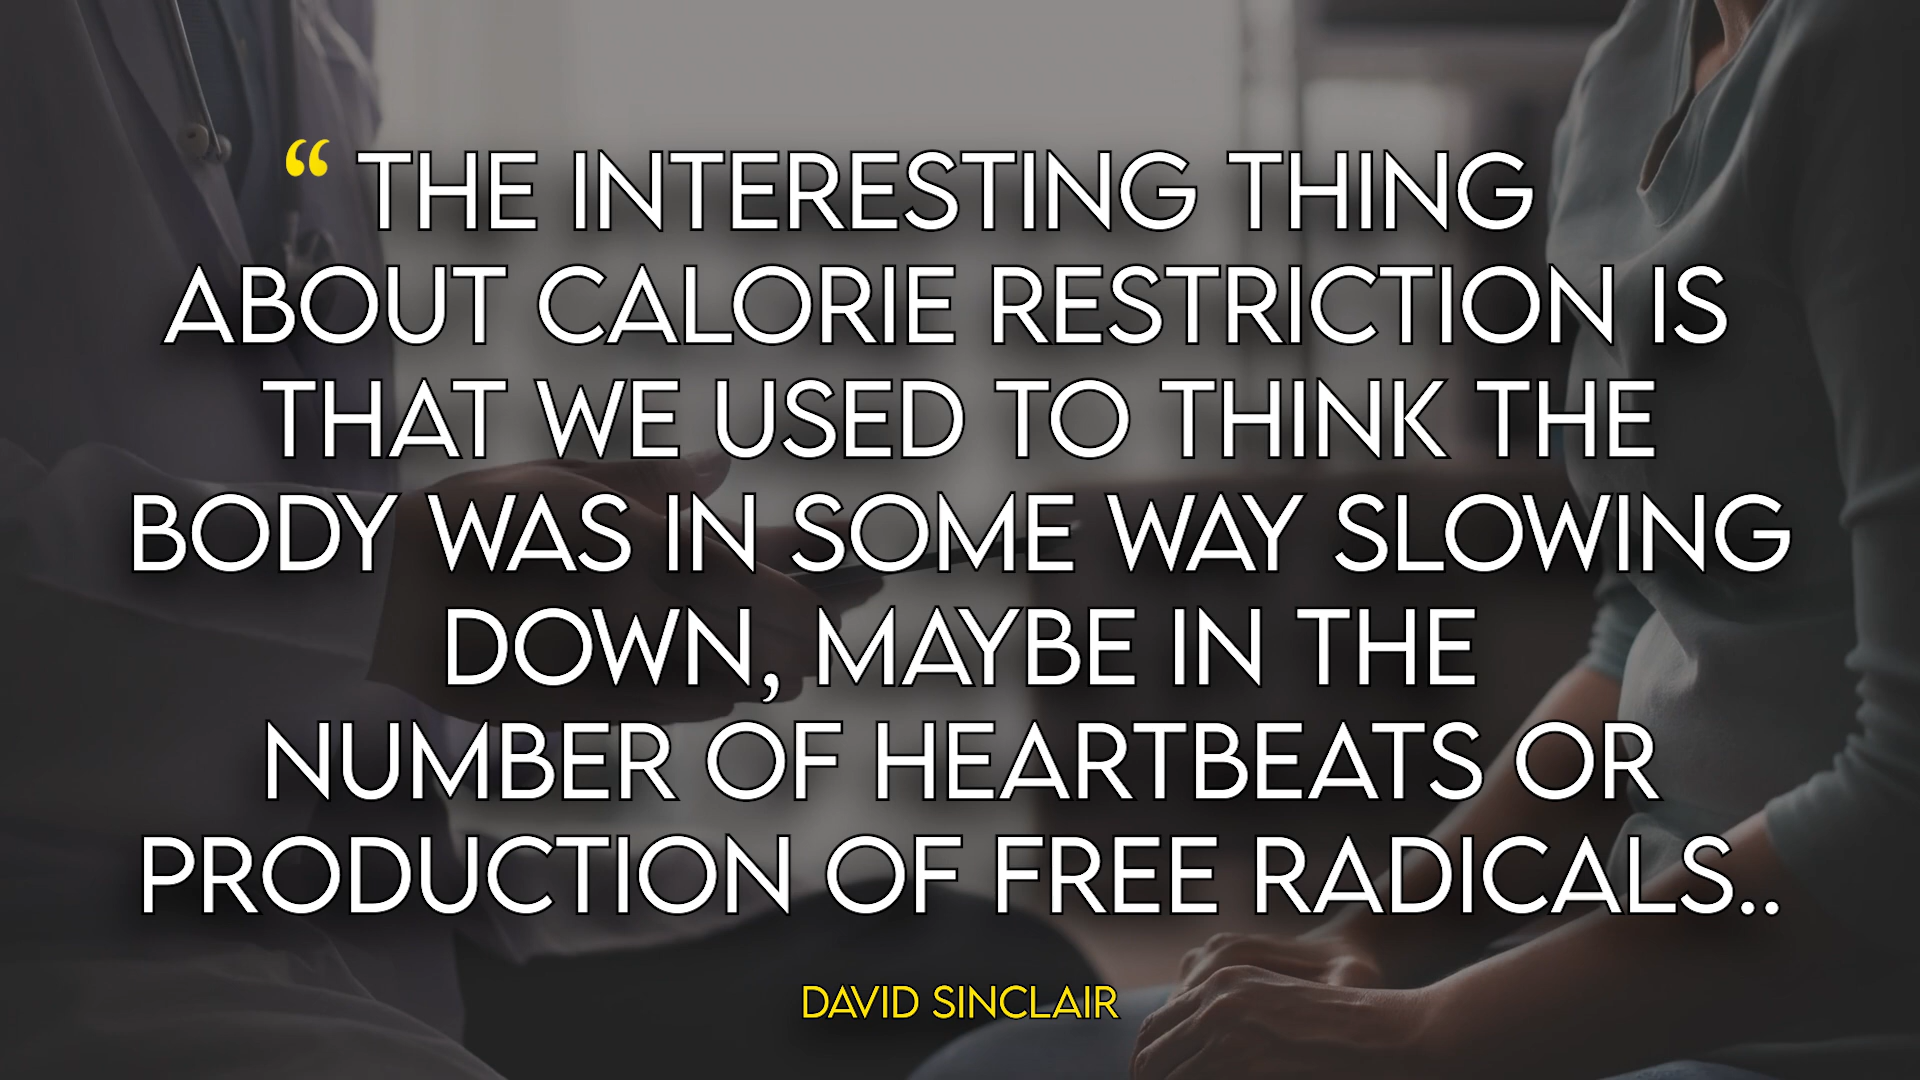 “ THE INTERESTING THING
ABOUT CALORIE RESTRICTION IS
THAT WE USED TO THINK THE
BODY WAS IN SOME WAY SLOWING
DOWN, MAYBE IN THE
NUMBER OF HEARTBEATS OR
PRODUCTION OF FREE RADICALS..
DAVID SINCLAIR